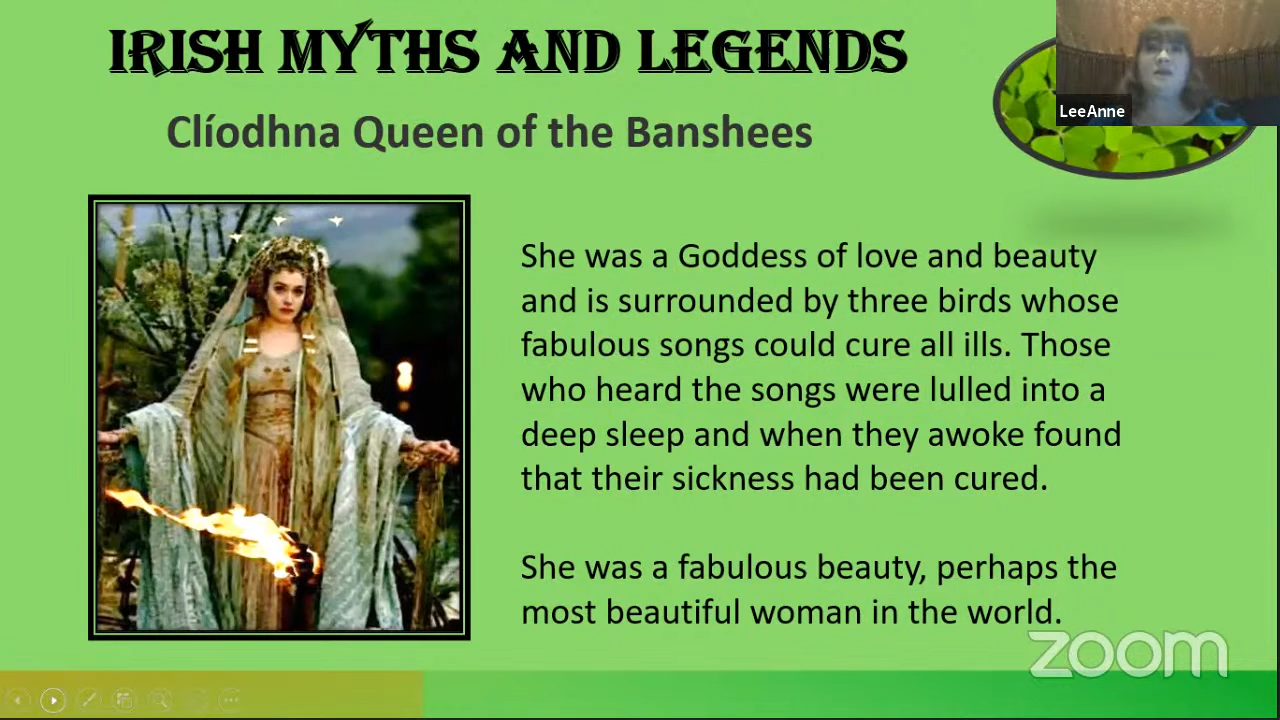 IRISH MYTHS AND LEGENDS
LeeAnne
Clíodhna Queen of the Banshees
She was a Goddess of love and beauty
and is surrounded by three birds whose
fabulous songs could cure all ills. Those
who heard the songs were lulled into a
deep sleep and when they awoke found
that their sickness had been cured.
She was a fabulous beauty, perhaps the
most beautiful woman in the world.
zoom